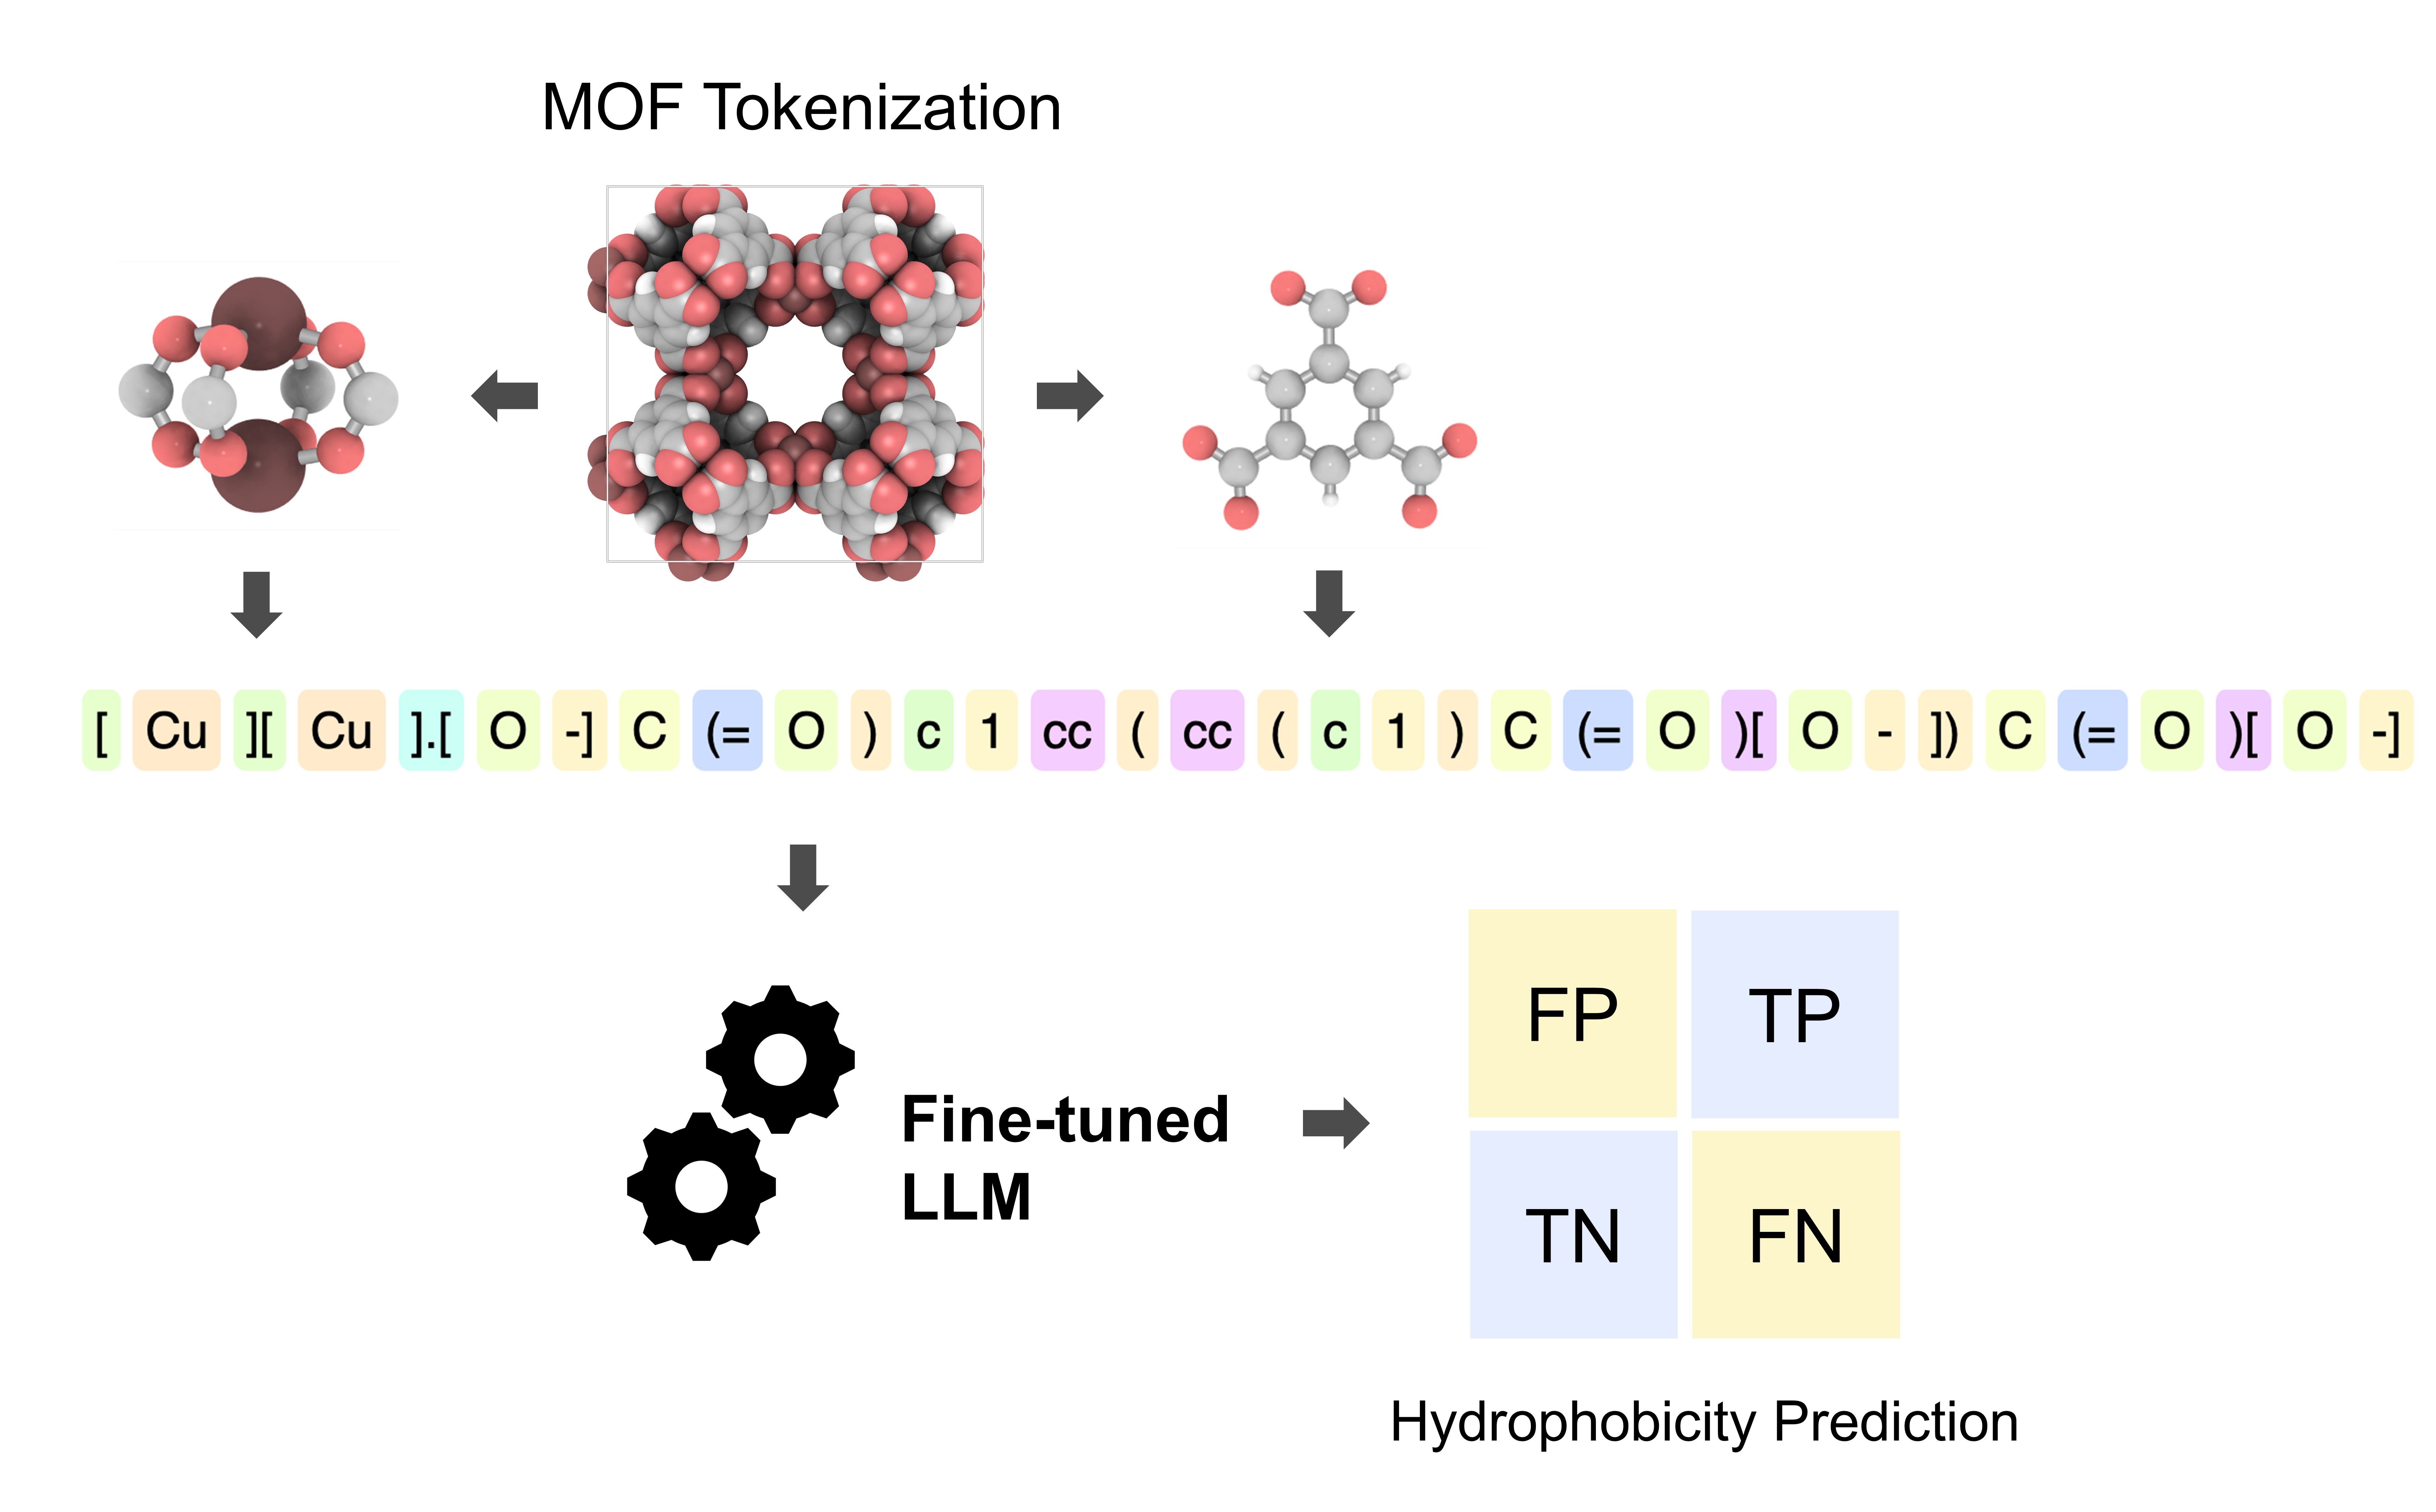 MOF Tokenization
[ Cu ][ Cu ].[ O -] C (= O ) c 1 cc ( cc ( c 1 ) C (= O )[ O - ]) C (= O )[ O -]
FP TP
Fine-tuned
LLM
TN FN
Hydrophobicity Prediction